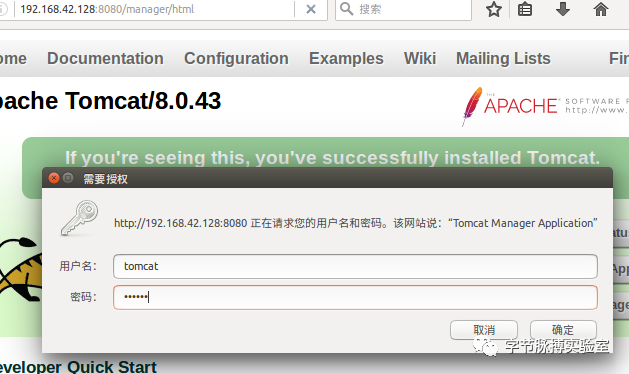 192.168.42.128:8080/manager/html
搜索
ome Documentation Configuration Examples Wiki Mailing Lists Fin
pache Tomcat/8.0.43
THE APACHE SOFTWARE F
http://www.
If you're seeing this, you've successfully installed Tomcat.
需要授权
http://192.168.42.128:8080 正在请求您的用户名和密码。该网站说：“Tomcat Manager Application”
用户名：
tomcat
密码：
••••••
取消
确定
字节脉搏实验室
eveloper Quick Start